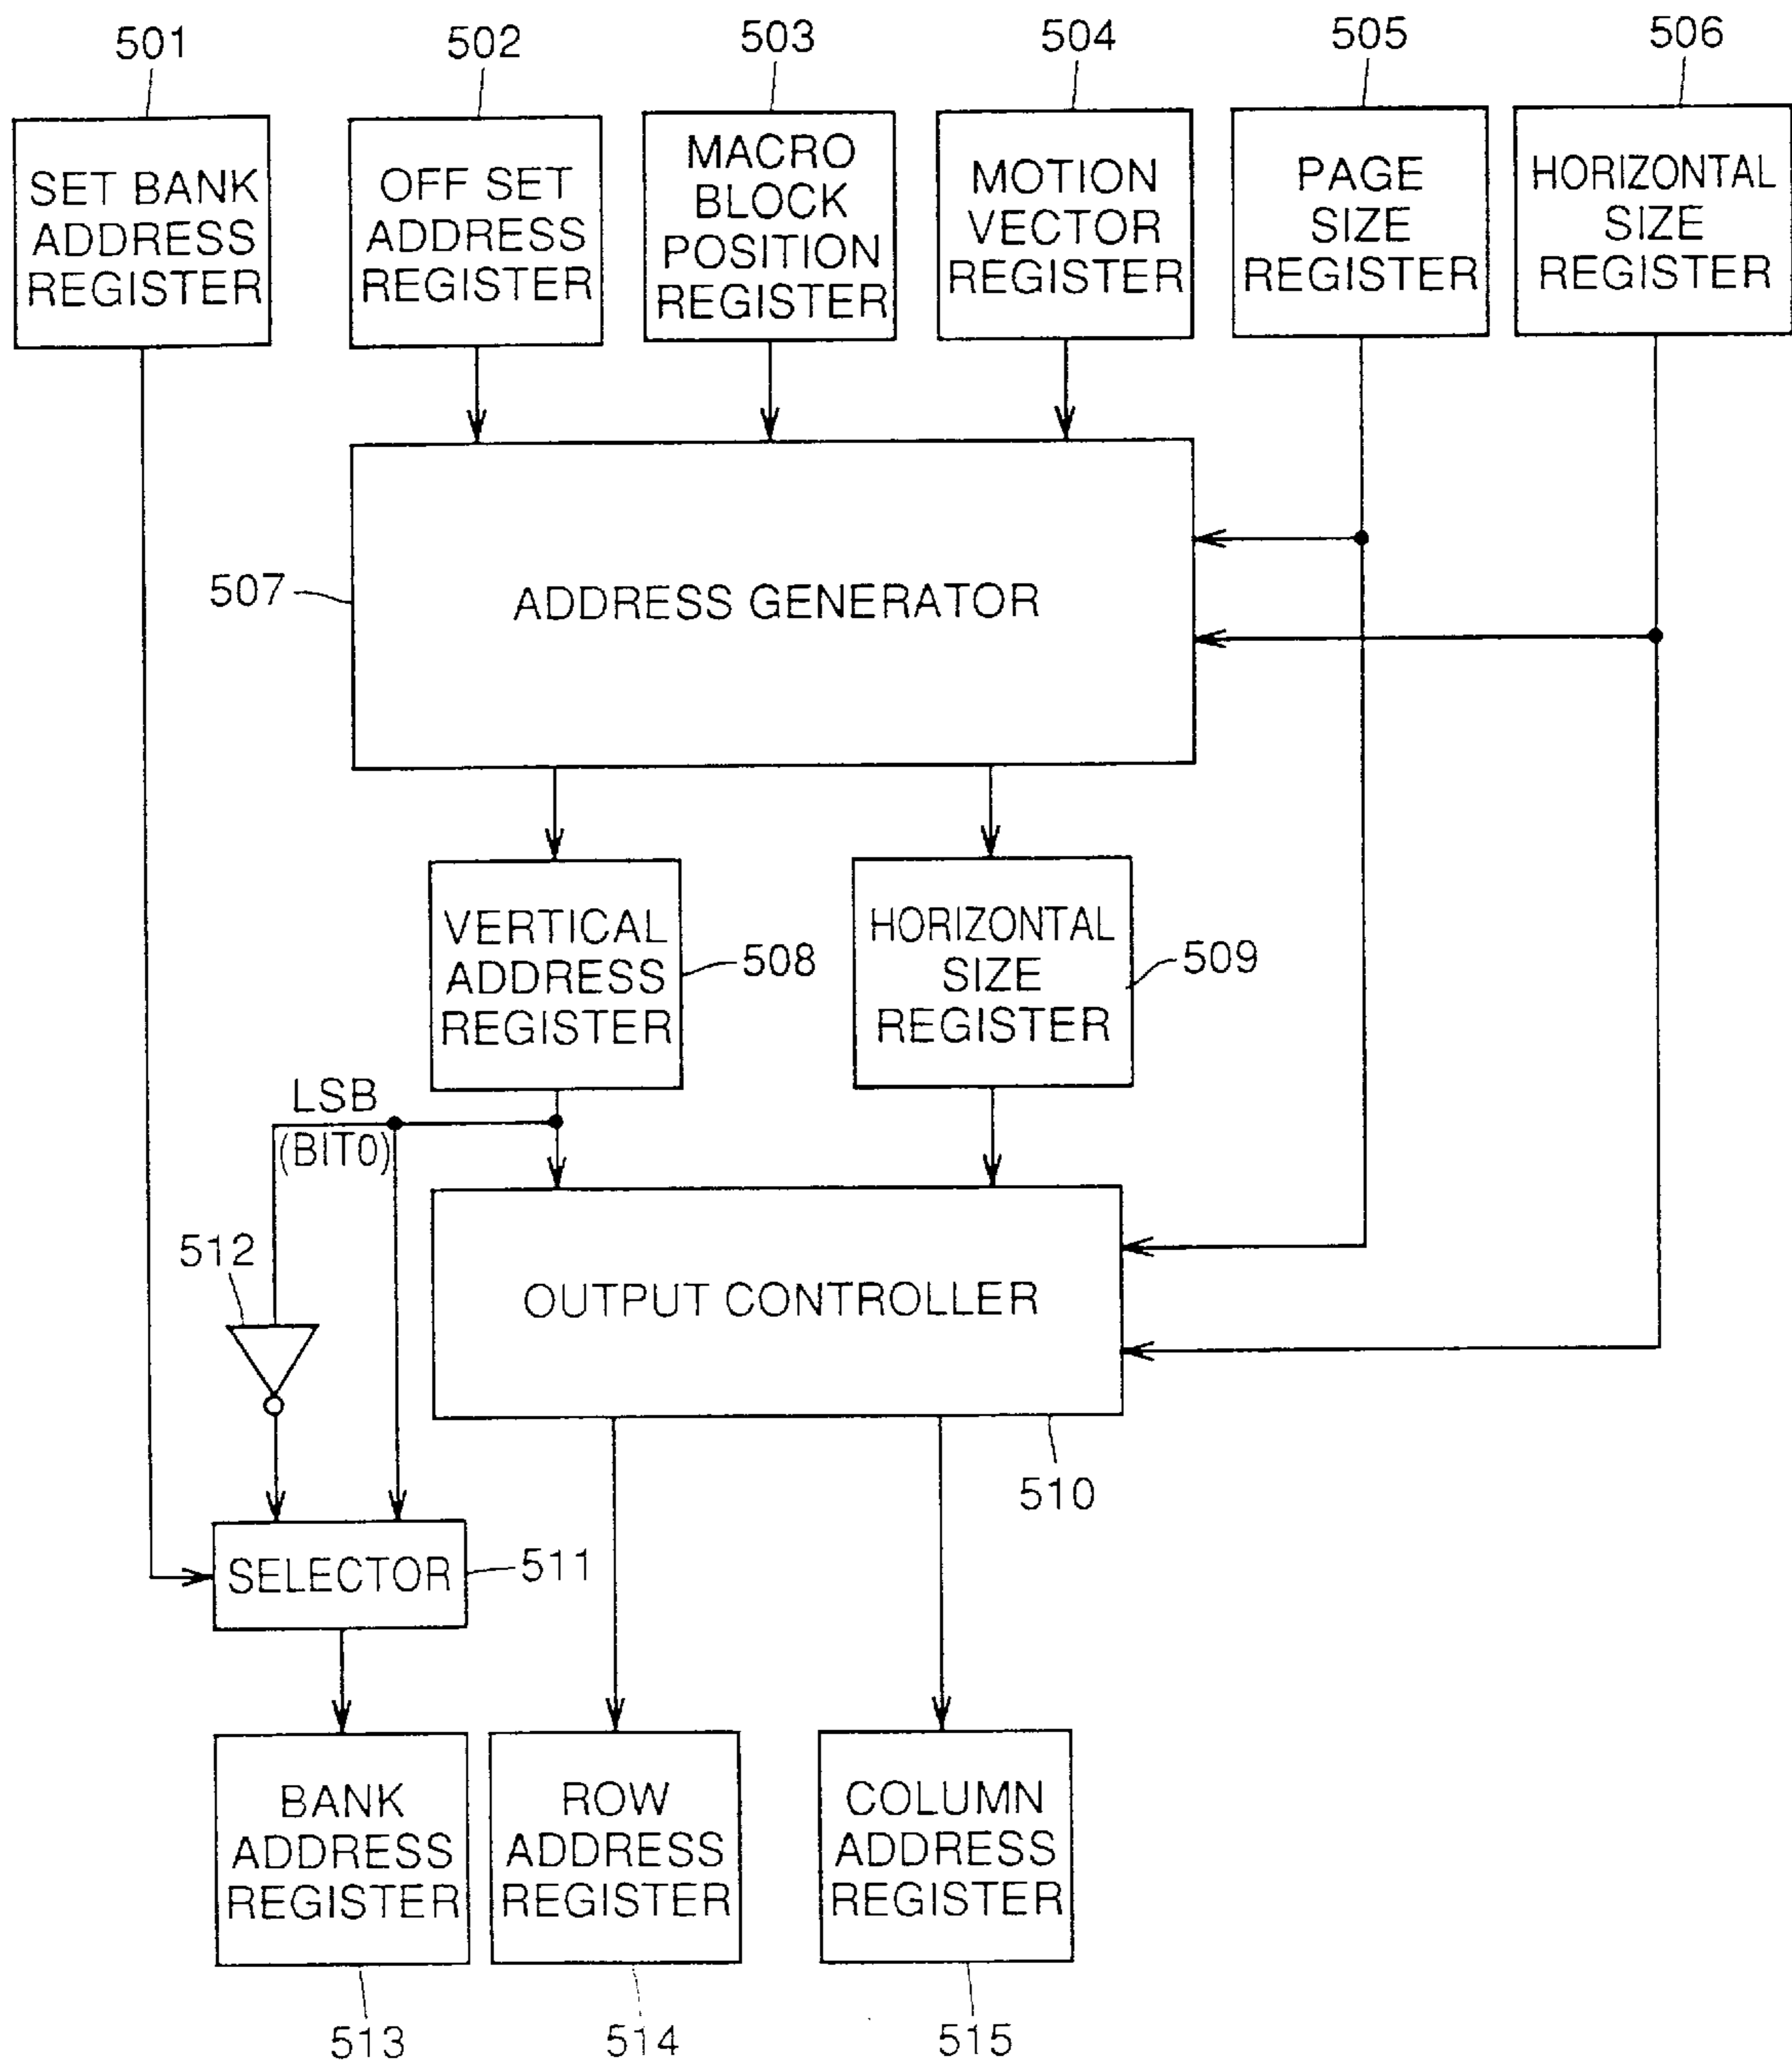 501
502
503
504
505
506
SET BANK
ADDRESS
REGISTER
OFF SET
ADDRESS
REGISTER
MACRO
BLOCK
POSITION
REGISTER
MOTION
VECTOR
REGISTER
PAGE
SIZE
REGISTER
HORIZONTAL
SIZE
REGISTER
507
ADDRESS GENERATOR
VERTICAL
ADDRESS
REGISTER
508
HORIZONTAL
SIZE
REGISTER
509
LSB
(BIT0)
512
OUTPUT CONTROLLER
510
SELECTOR
511
BANK
ADDRESS
REGISTER
ROW
ADDRESS
REGISTER
COLUMN
ADDRESS
REGISTER
513
514
515